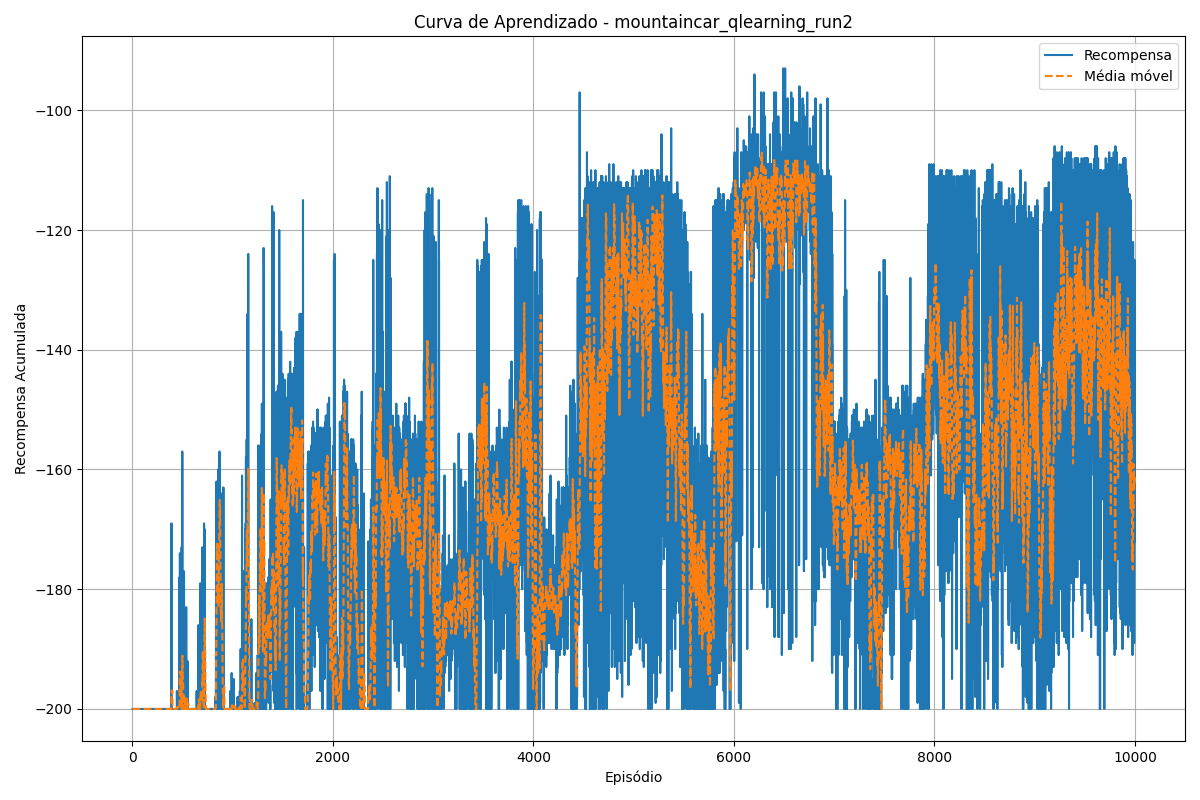 Curva de Aprendizado - mountaincar_qlearning_run2
Recompensa
Média móvel
Recompensa Acumulada
−100
−120
−140
−160
−180
−200
0 2000 4000 6000 8000 10000
Episódio